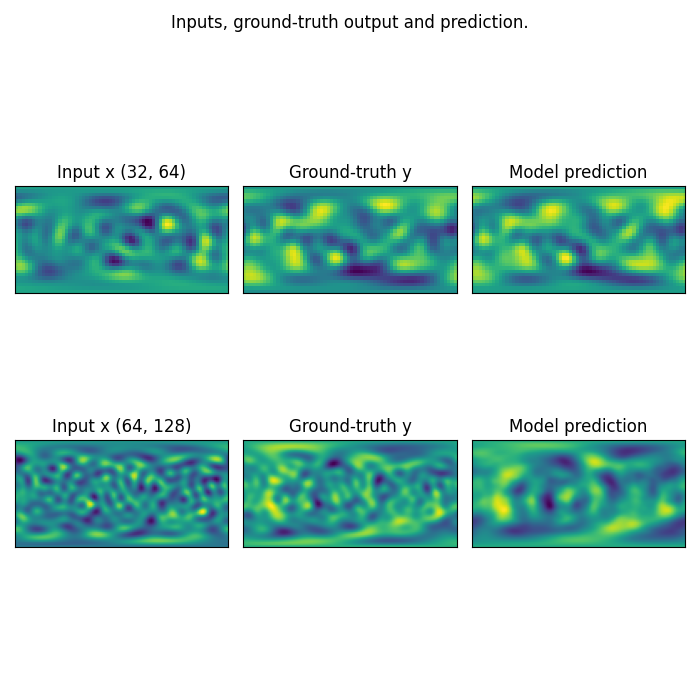 Inputs, ground-truth output and prediction.
Input x (32, 64)
Ground-truth y
Model prediction
Input x (64, 128)
Ground-truth y
Model prediction